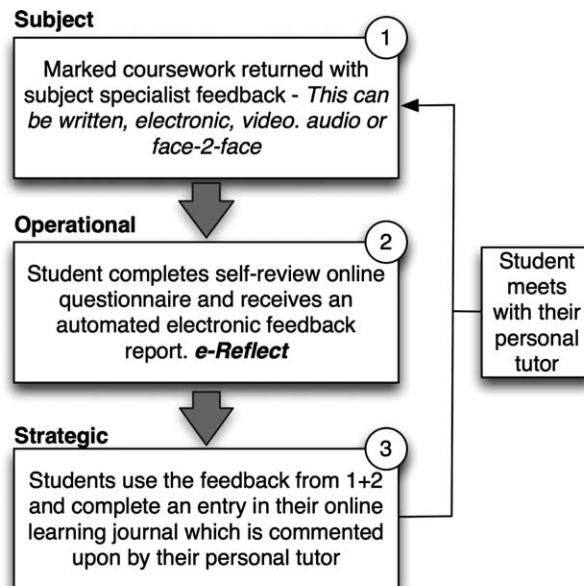 Subject
1
Marked coursework returned with
subject specialist feedback - This can
be written, electronic, video. audio or
face-2-face
Operational
2
Student completes self-review online
questionnaire and receives an
automated electronic feedback
report. e-Reflect
Strategic
3
Students use the feedback from 1+2
and complete an entry in their online
learning journal which is commented
upon by their personal tutor
Student
meets
with their
personal
tutor